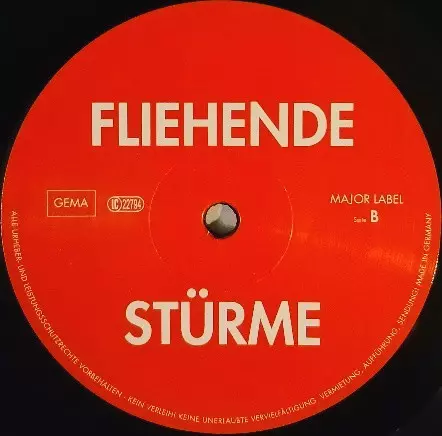 FLIEHENDE
GEMA
LC 22794
MAJOR LABEL
Seite B
STÜRME
ALLE URHEBER- UND LEISTUNGSSCHUTZRECHTE VORBEHALTEN - KEIN VERLEIH! KEINE UNERLAUBTE VERVIELFÄLTIGUNG, VERMIETUNG, AUFFÜHRUNG, SENDUNG! MADE IN GERMANY